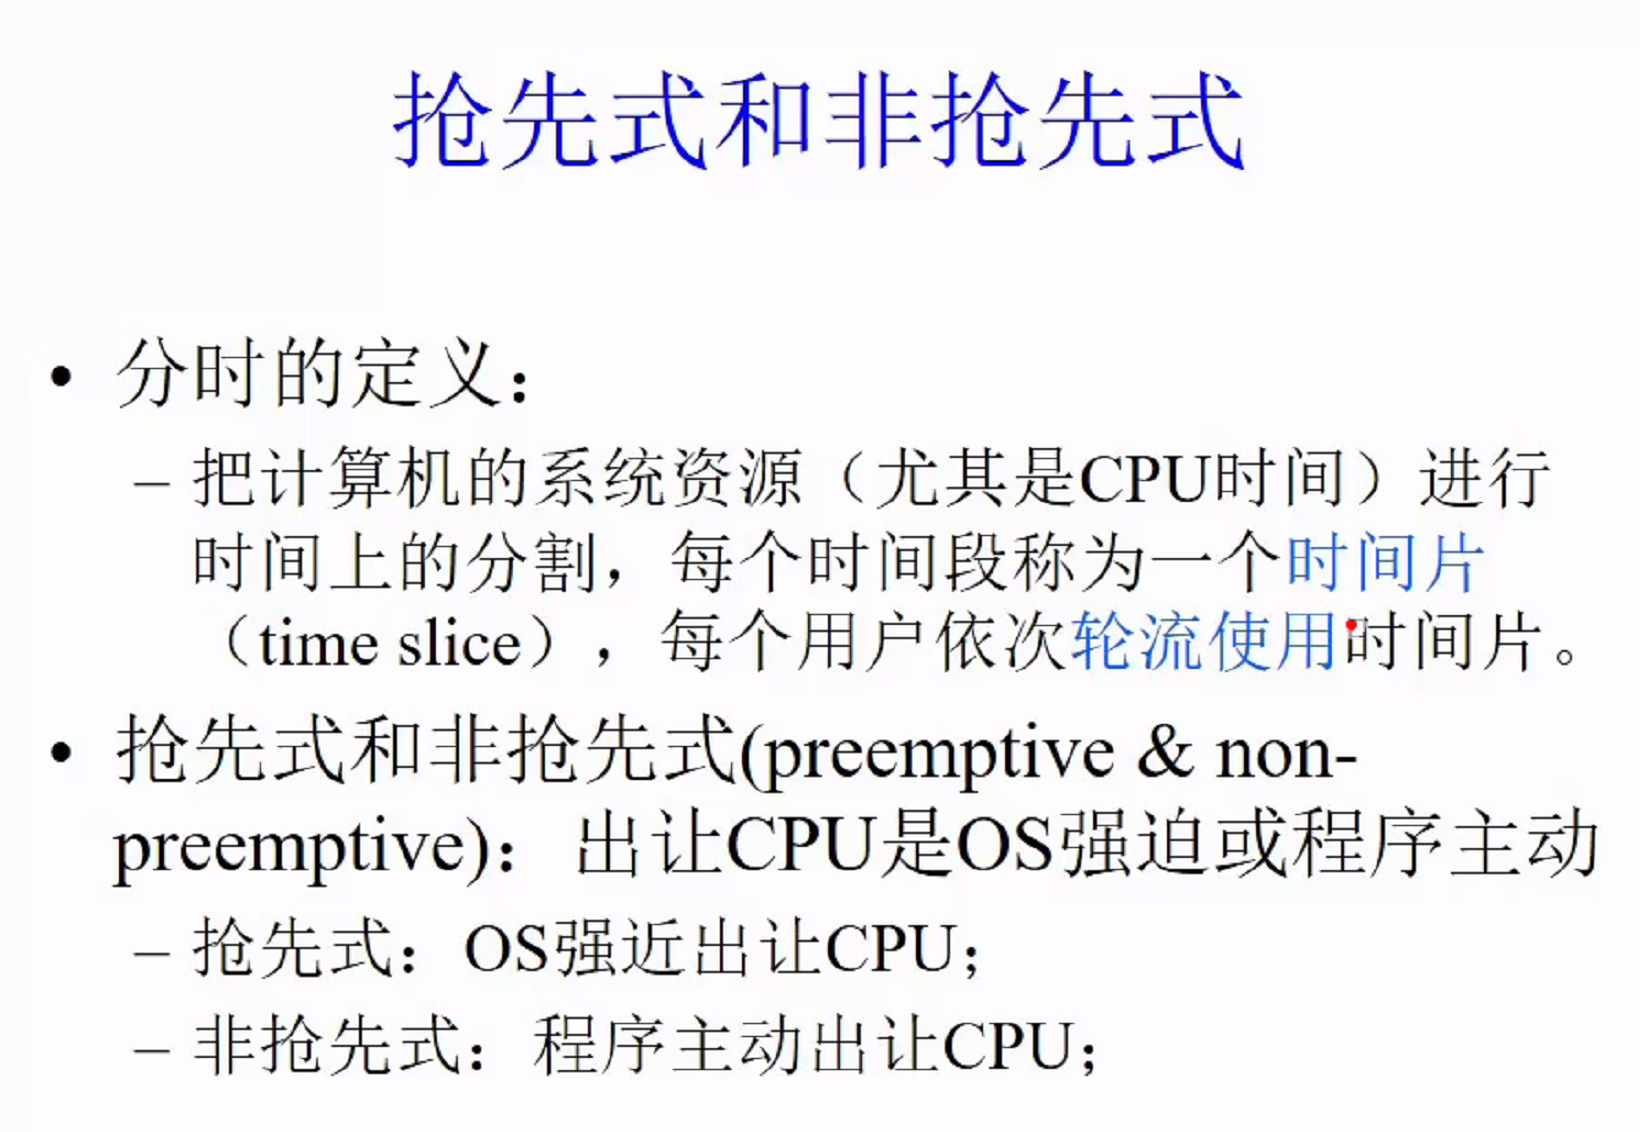 抢先式和非抢先式
• 分时的定义：
– 把计算机的系统资源（尤其是CPU时间）进行
时间上的分割，每个时间段称为一个时间片
（time slice），每个用户依次轮流使用时间片。
• 抢先式和非抢先式(preemptive & non-
preemptive)：出让CPU是OS强迫或程序主动
– 抢先式：OS强近出让CPU；
– 非抢先式：程序主动出让CPU；